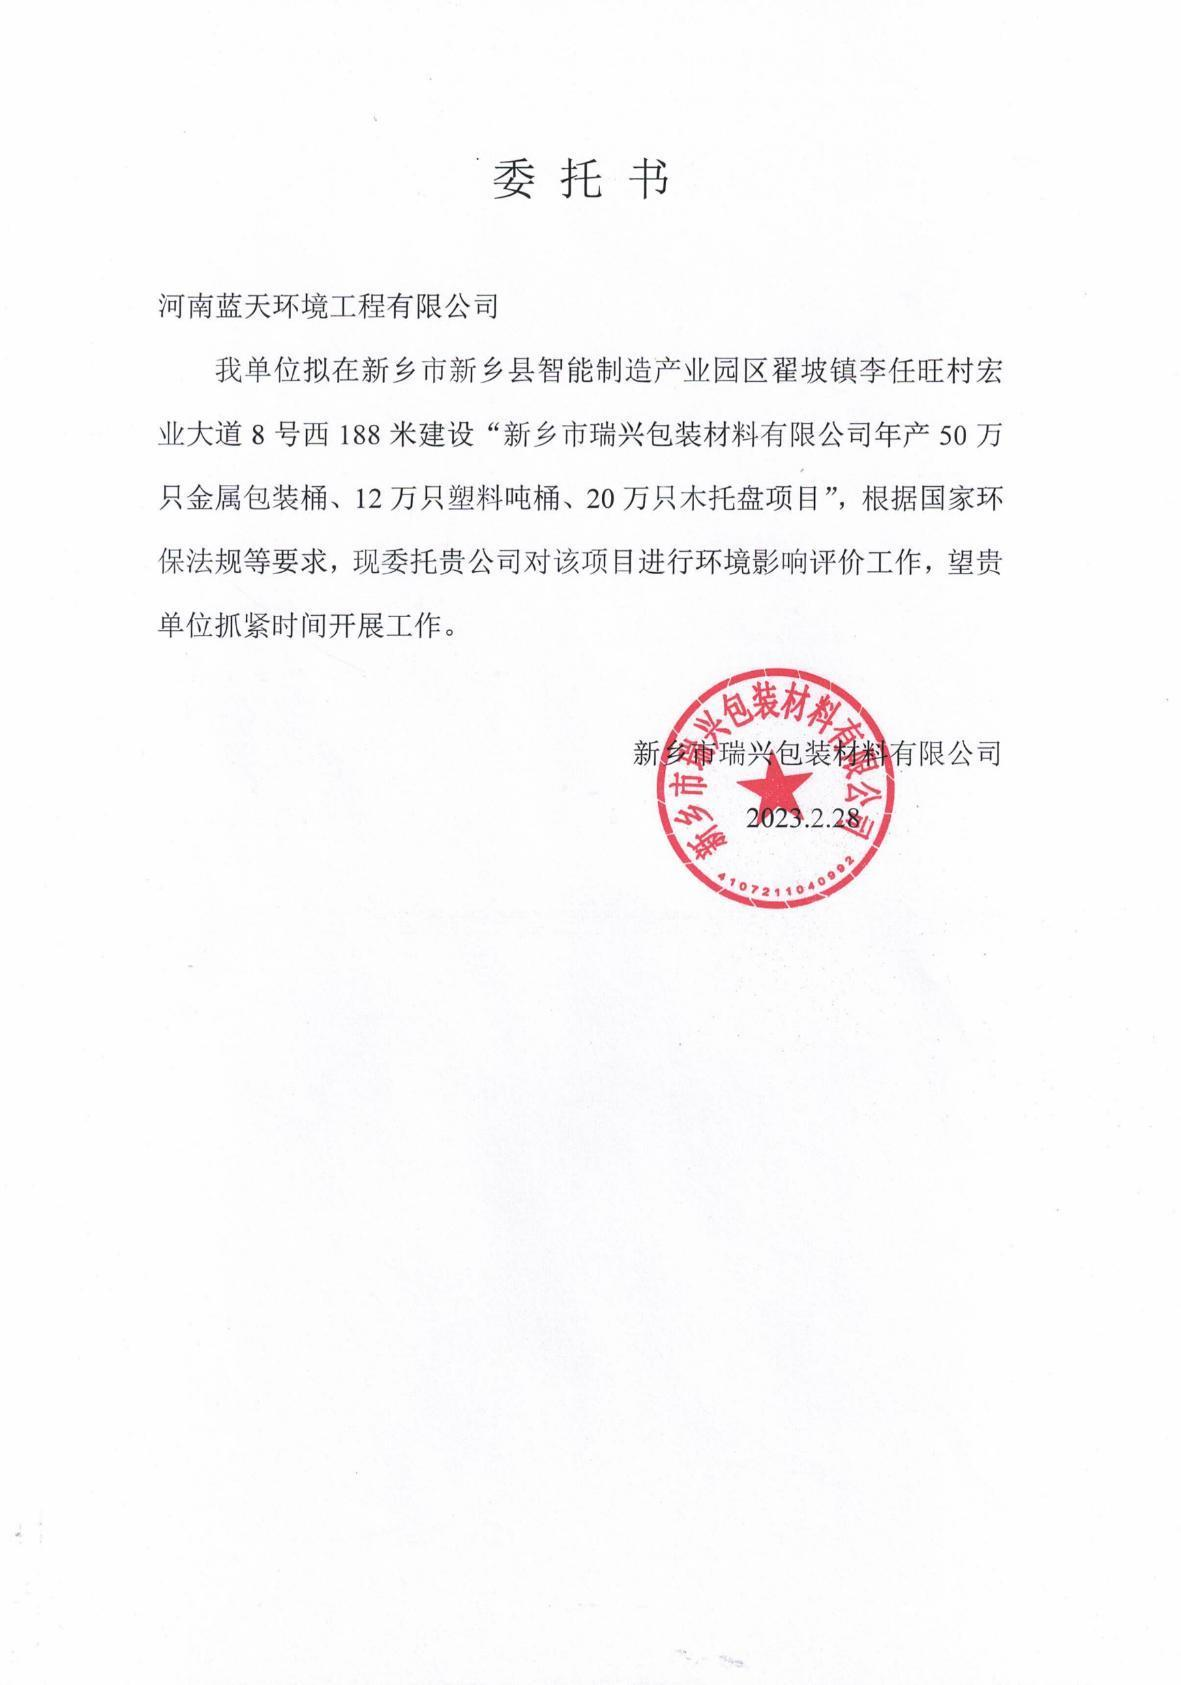 委托书
河南蓝天环境工程有限公司
我单位拟在新乡市新乡县智能制造产业园区翟坡镇李任旺村宏
业大道 8 号西 188 米建设“新乡市瑞兴包装材料有限公司年产 50 万
只金属包装桶、12 万只塑料吨桶、20 万只木托盘项目”，根据国家环
保法规等要求，现委托贵公司对该项目进行环境影响评价工作，望贵
单位抓紧时间开展工作。
新乡市瑞兴包装材料有限公司
2023.2.28
新乡市瑞兴包装材料有限公司
4107211040992